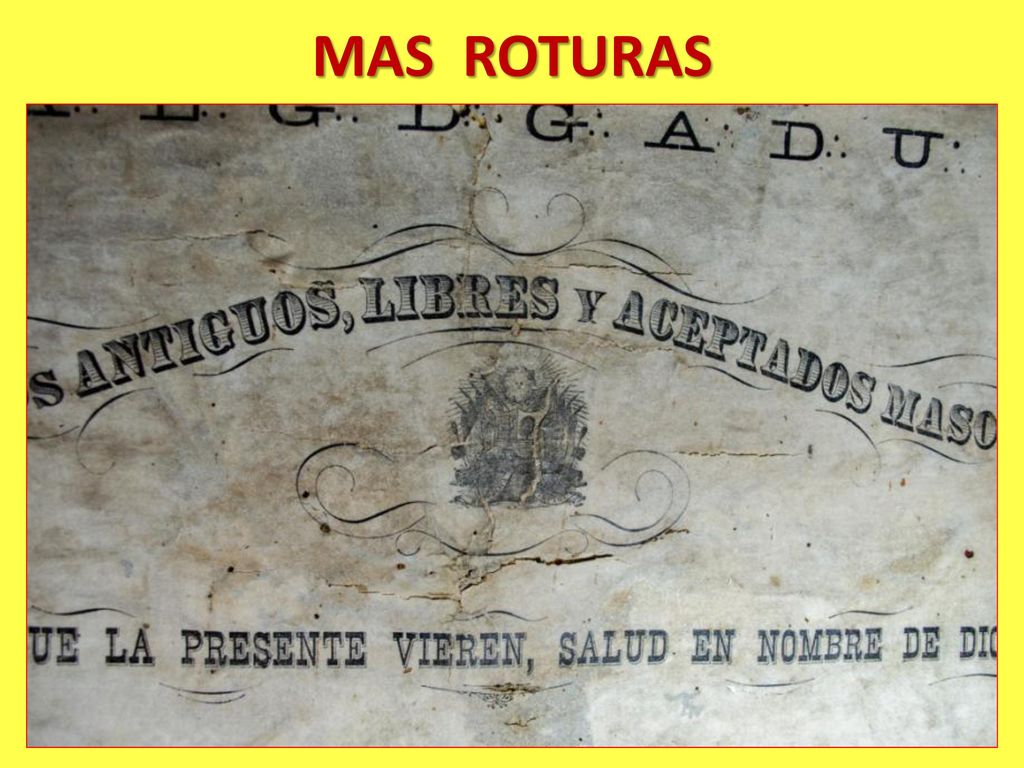 MAS ROTURAS
L∴ G∴ D∴ G∴ A∴ D∴ U∴
S ANTIGUOS, LIBRES Y ACEPTADOS MASO
UE LA PRESENTE VIEREN, SALUD EN NOMBRE DE DIO